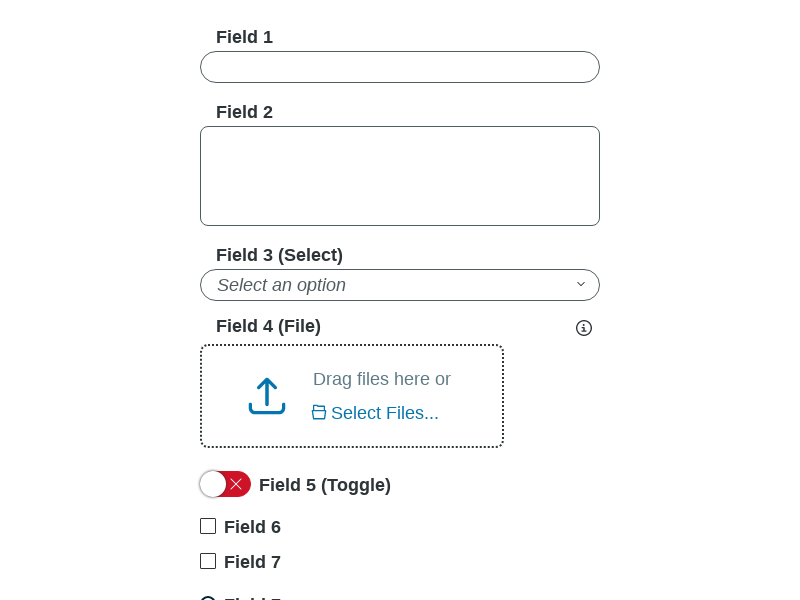 Field 1
Field 2
Field 3 (Select)
Select an option
Field 4 (File)
Drag files here or
Select Files...
Field 5 (Toggle)
Field 6
Field 7